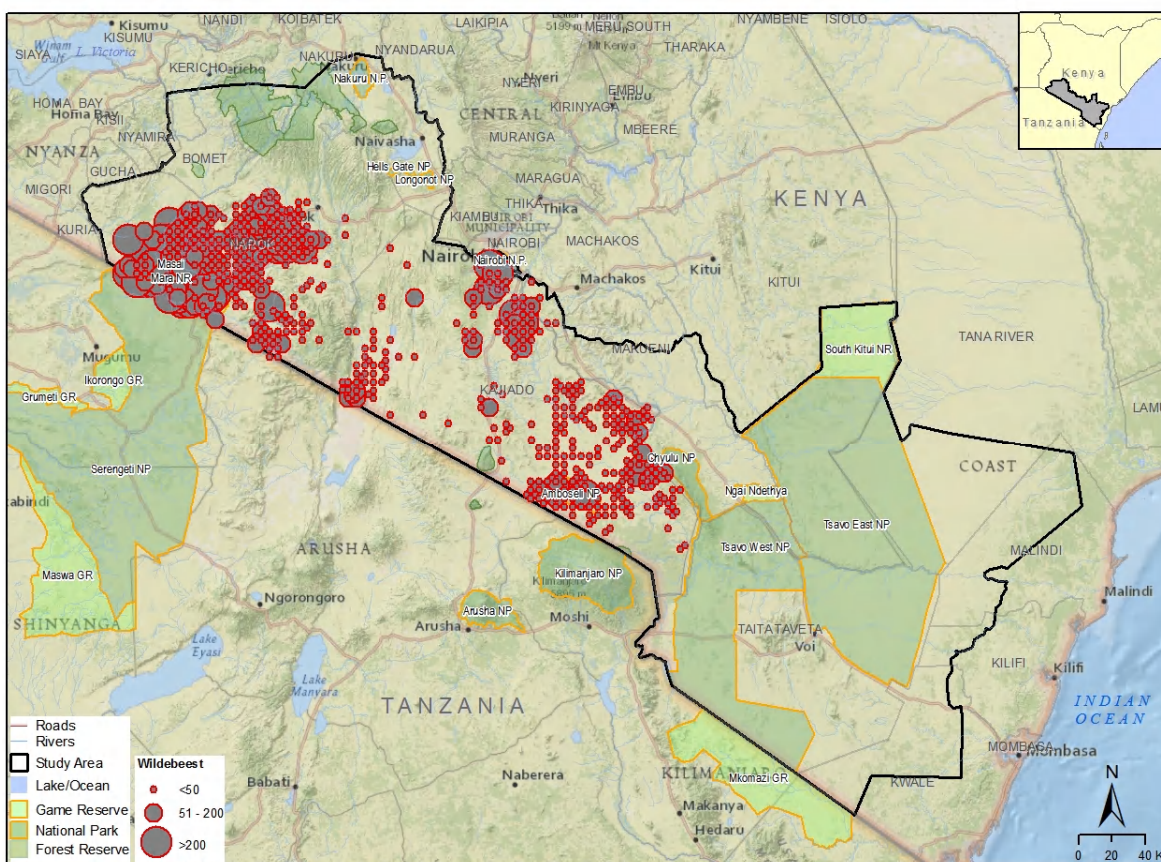 Kisumu
KISUMU
NANDI
KOIBATEK
LAIKIPIA
MERU SOUTH
NYAMBENE
ISIOLO
SIAYA
Winam
Gulf
L. Victoria
NAKURU
NYANDARUA
Mt Kenya
THARAKA
KERICHO
Nakuru N.P.
NYERI
Nyeri
EMBU
Embu
HOMA BAY
Homa Bay
KISII
CENTRAL
KIRINYAGA
MBEERE
NYAMIRA
Naivasha
MURANGA
NYANZA
BOMET
GUCHA
Hells Gate NP
Longonot NP
MARAGUA
MIGORI
THIKA
Thika
KENYA
KURIA
KIAMBU
NAIROBI
MUNICIPALITY
NAROK
NAIROBI
MACHAKOS
Nairobi N.P.
Kitui
Machakos
KITUI
Masai
Mara NR
TANA RIVER
Mugumu
MAKUENI
South Kitui NR
Ikorongo GR
Grumeti GR
KAJIADO
LAMU
Serengeti NP
Chyulu NP
COAST
Amboseli NP
Ngai Ndethya
Tsavo East NP
Tsavo West NP
ARUSHA
MALINDI
Maswa GR
Kilimanjaro NP
Malindi
Ngorongoro
Arusha NP
SHINYANGA
Arusha
Moshi
TAITA TAVETA
Voi
Lake
Eyasi
KILIFI
Kilifi
Lake
Manyara
TANZANIA
INDIAN
OCEAN
MOMBASA
Mombasa
KILIMANJARO
Mkomazi GR
KWALE
Babati
Naberera
Makanya
Hedaru
Roads
Rivers
Study Area
Lake/Ocean
Game Reserve
National Park
Forest Reserve
Wildebeest
<50
51 - 200
>200
Kenya
Tanzania
N
0 20 40 K